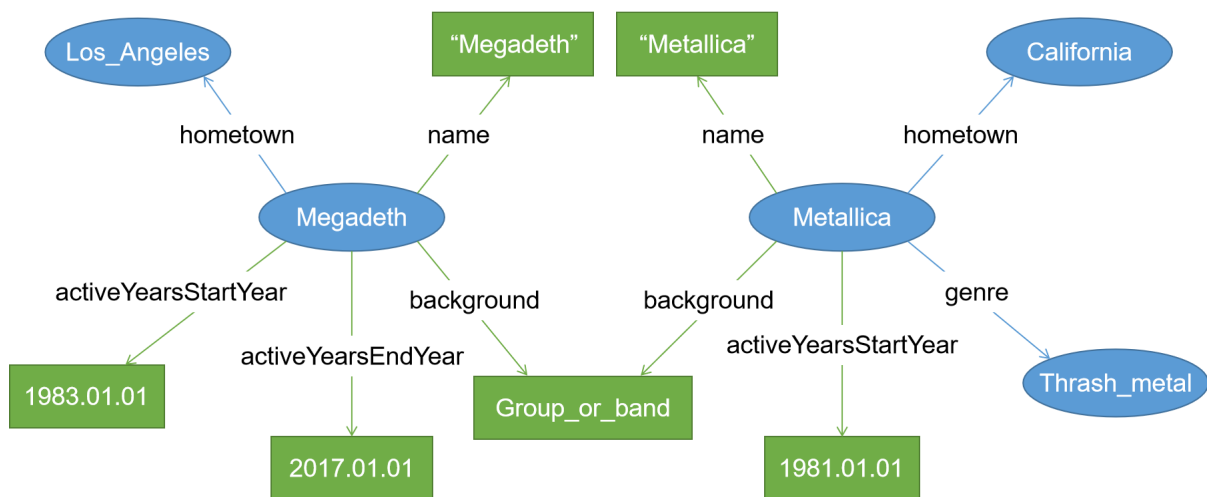 Los_Angeles
“Megadeth”
“Metallica”
California
hometown
name
name
hometown
Megadeth
Metallica
activeYearsStartYear
background
background
genre
activeYearsEndYear
activeYearsStartYear
1983.01.01
Group_or_band
Thrash_metal
2017.01.01
1981.01.01